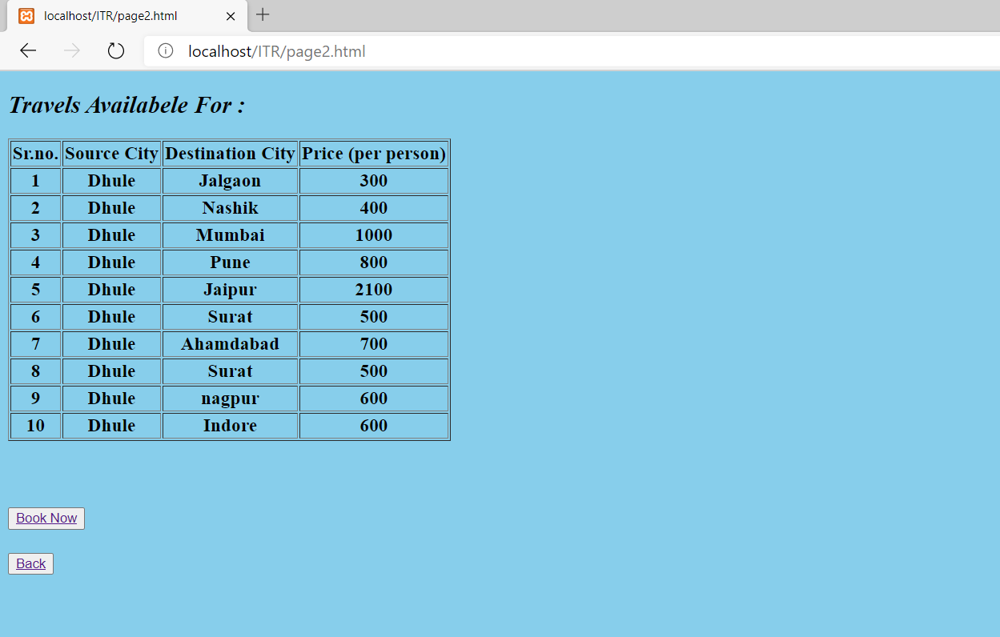 localhost/ITR/page2.html
localhost/ITR/page2.html
Travels Availabele For :
Sr.no. Source City Destination City Price (per person)
1 Dhule Jalgaon 300
2 Dhule Nashik 400
3 Dhule Mumbai 1000
4 Dhule Pune 800
5 Dhule Jaipur 2100
6 Dhule Surat 500
7 Dhule Ahamdabad 700
8 Dhule Surat 500
9 Dhule nagpur 600
10 Dhule Indore 600
Book Now
Back